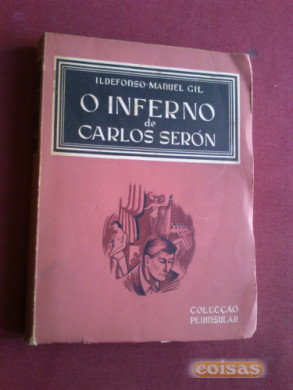 ILDEFONSO-MANUEL GIL
O INFERNO
de
CARLOS SERÓN
COLECÇÃO
PENINSULAR
coisas